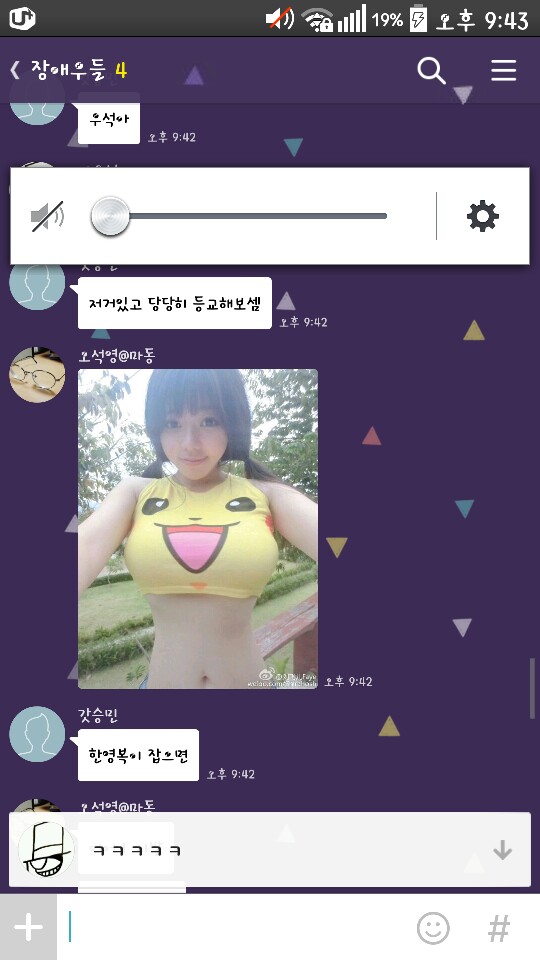 U+
19%
오후 9:43
장애우들 4
우석아
오후 9:42
저거있고 당당히 등교해보셈
오후 9:42
오석영@마동
오후 9:42
갓승민
한영복이 잡으면
오후 9:42
오석영@마동
ㅋㅋㅋㅋㅋ
#